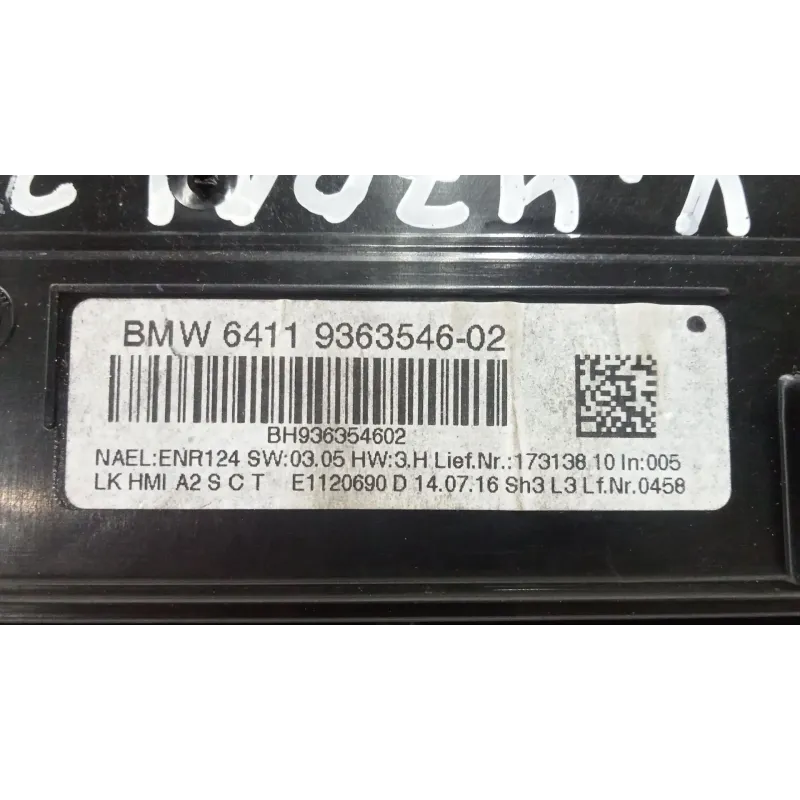 BMW 6411 9363546-02
BH936354602
NAEL:ENR124 SW:03.05 HW:3.H Lief.Nr.:173138.10 In:005
LK HMI A2 S C T E1120690 D 14.07.16 Sh3 L3 Lf.Nr.0458